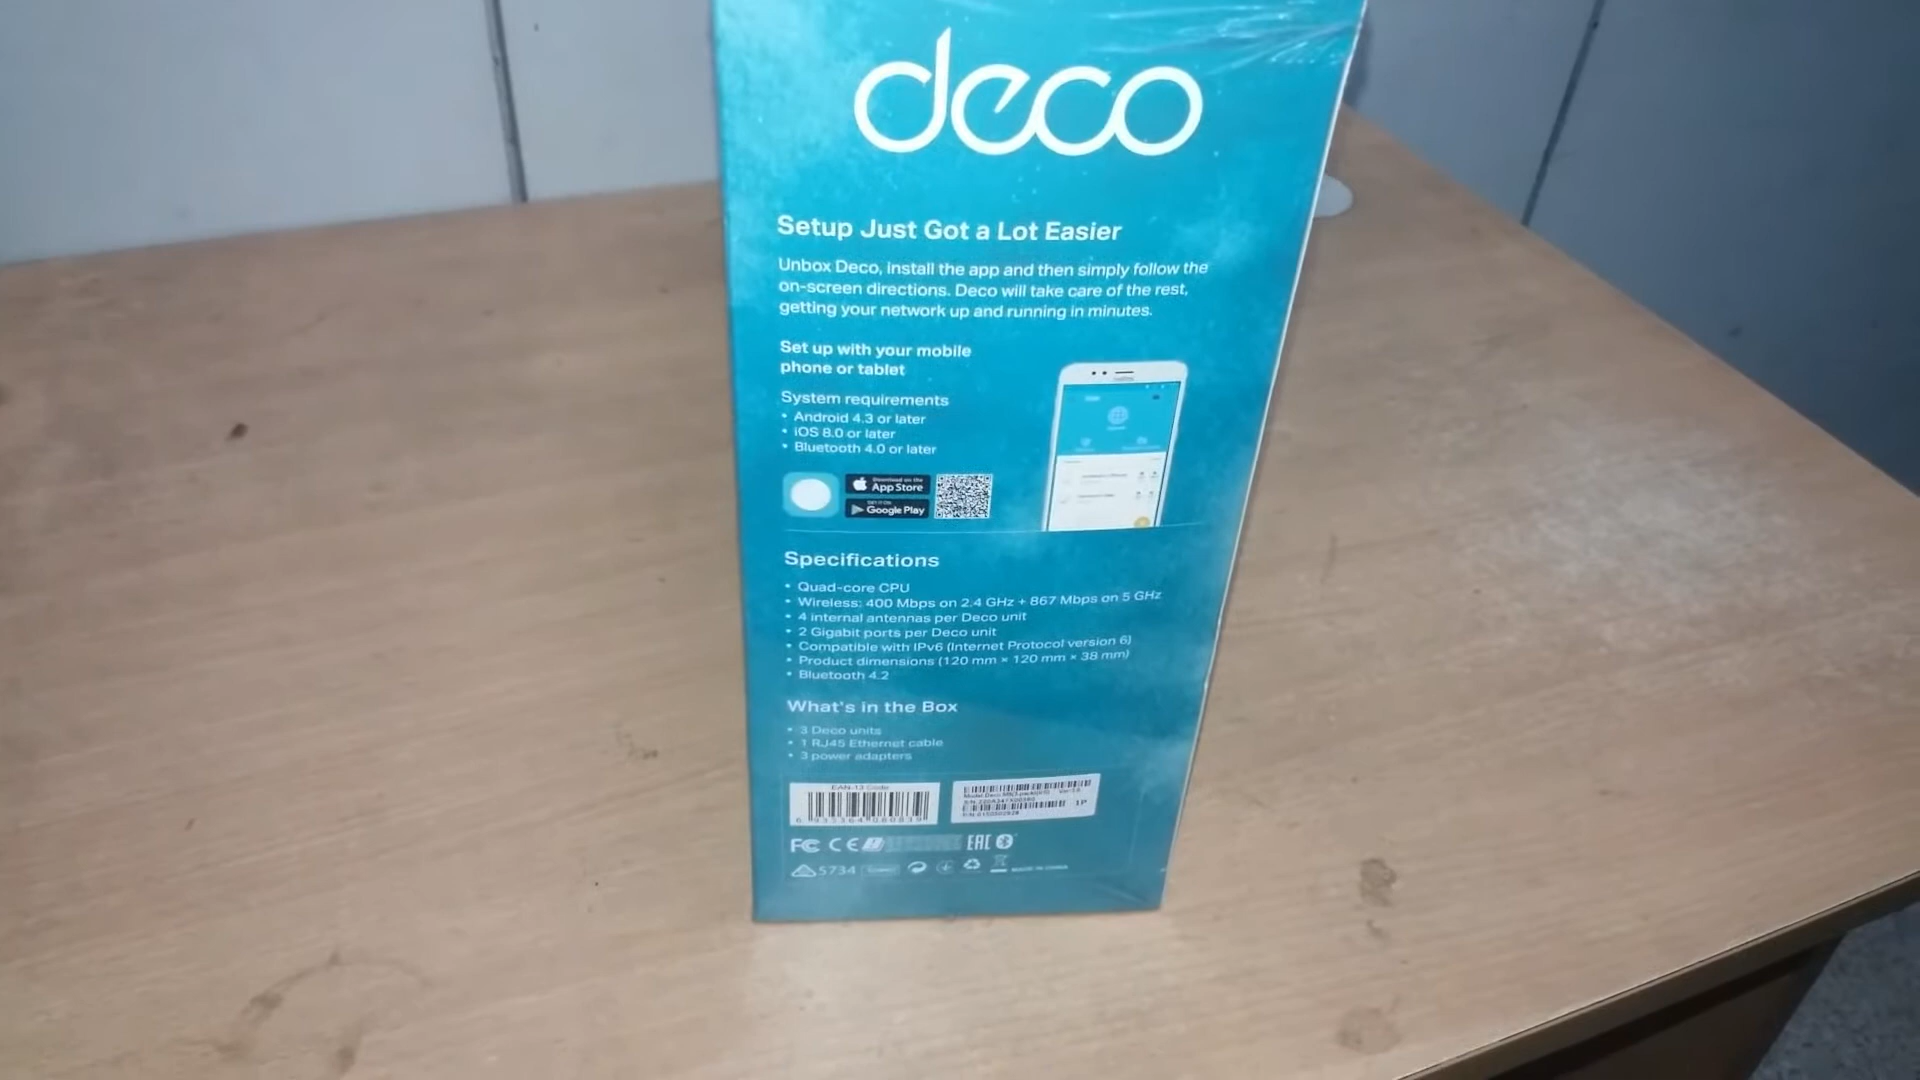 deco
Setup Just Got a Lot Easier
Unbox Deco, install the app and then simply follow the
on-screen directions. Deco will take care of the rest,
getting your network up and running in minutes.
Set up with your mobile
phone or tablet
System requirements
• Android 4.3 or later
• iOS 8.0 or later
• Bluetooth 4.0 or later
Download on the
App Store
GET IT ON
Google Play
Specifications
• Quad-core CPU
• Wireless: 400 Mbps on 2.4 GHz + 867 Mbps on 5 GHz
• 4 internal antennas per Deco unit
• 2 Gigabit ports per Deco unit
• Compatible with IPv6 (Internet Protocol version 6)
• Product dimensions (120 mm × 120 mm × 38 mm)
• Bluetooth 4.2
What's in the Box
• 3 Deco units
• 1 RJ45 Ethernet cable
• 3 power adapters
EAN-13 Code
1P
FC CE EAC
5734